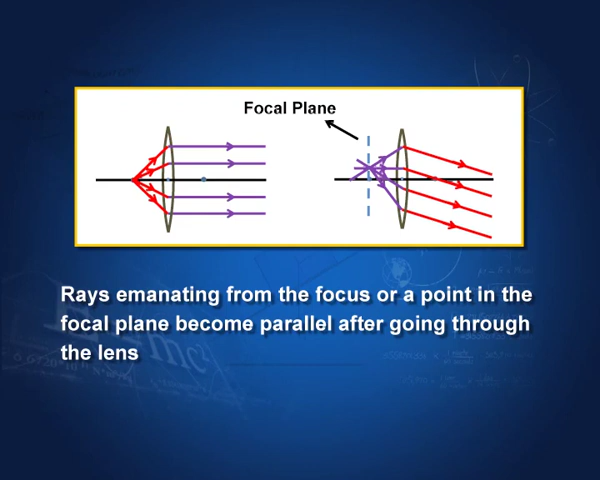 Focal Plane
Rays emanating from the focus or a point in the
focal plane become parallel after going through
the lens